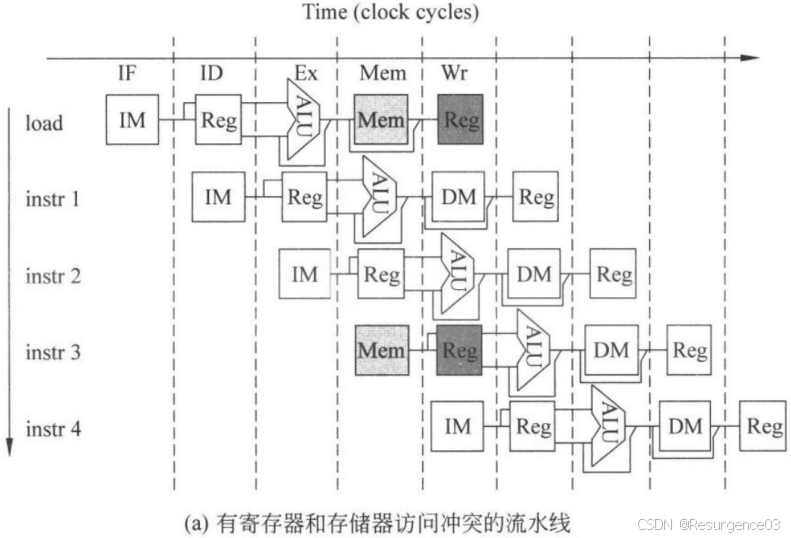 Time (clock cycles)
IF ID Ex Mem Wr
load IM Reg ALU Mem Reg
instr 1 IM Reg ALU DM Reg
instr 2 IM Reg ALU DM Reg
instr 3 Mem Reg ALU DM Reg
instr 4 IM Reg ALU DM Reg
(a) 有寄存器和存储器访问冲突的流水线
CSDN @Resurgence03